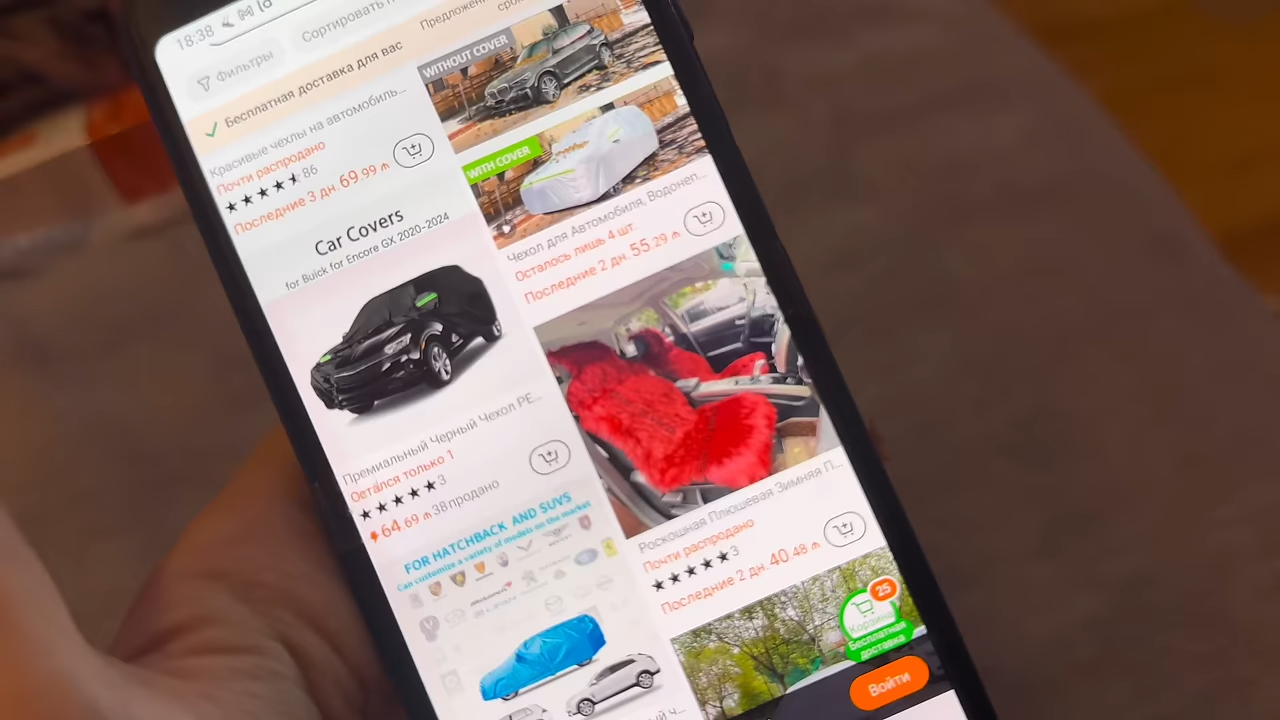 18:38
Фильтры
Сортировать п
Бесплатная доставка для вас
Предложен
срок
Красивые чехлы на автомобиль...
Почти распродано
86
Последние 3 дн. 69.99 ₼
Car Covers
for Buick for Encore GX 2020-2024
Премиальный Черный Чехол PE...
Остался только 1
3
64.69 ₼ 38 продано
FOR HATCHBACK AND SUVS
Can customize a variety of models on the market
WITHOUT COVER
WITH COVER
Чехол для Автомобиля, Водонеп...
Осталось лишь 4 шт.
Последние 2 дн. 55.29 ₼
Роскошная Плюшевая Зимняя П...
Почти распродано
3
Последние 2 дн. 40.48 ₼
25
Корзина
Бесплатная
доставка
Войти